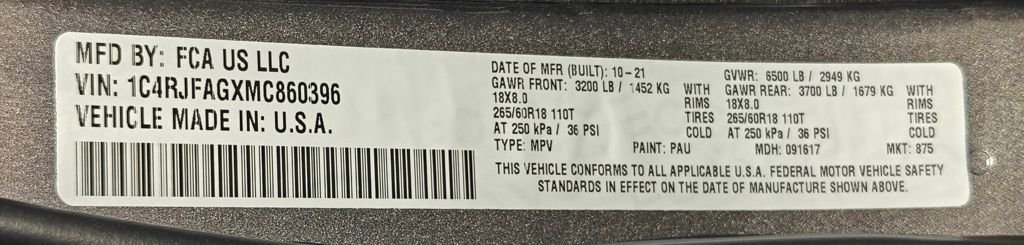 MFD BY: FCA US LLC
VIN: 1C4RJFAGXMC860396
VEHICLE MADE IN: U.S.A.
DATE OF MFR (BUILT): 10-21 GVWR: 6500 LB / 2949 KG
GAWR FRONT: 3200 LB / 1452 KG WITH GAWR REAR: 3700 LB / 1679 KG WITH
18X8.0 RIMS 18X8.0 RIMS
265/60R18 110T TIRES 265/60R18 110T TIRES
AT 250 kPa / 36 PSI COLD AT 250 kPa / 36 PSI COLD
TYPE: MPV PAINT: PAU MDH: 091617 MKT: 875
THIS VEHICLE CONFORMS TO ALL APPLICABLE U.S.A. FEDERAL MOTOR VEHICLE SAFETY
STANDARDS IN EFFECT ON THE DATE OF MANUFACTURE SHOWN ABOVE.